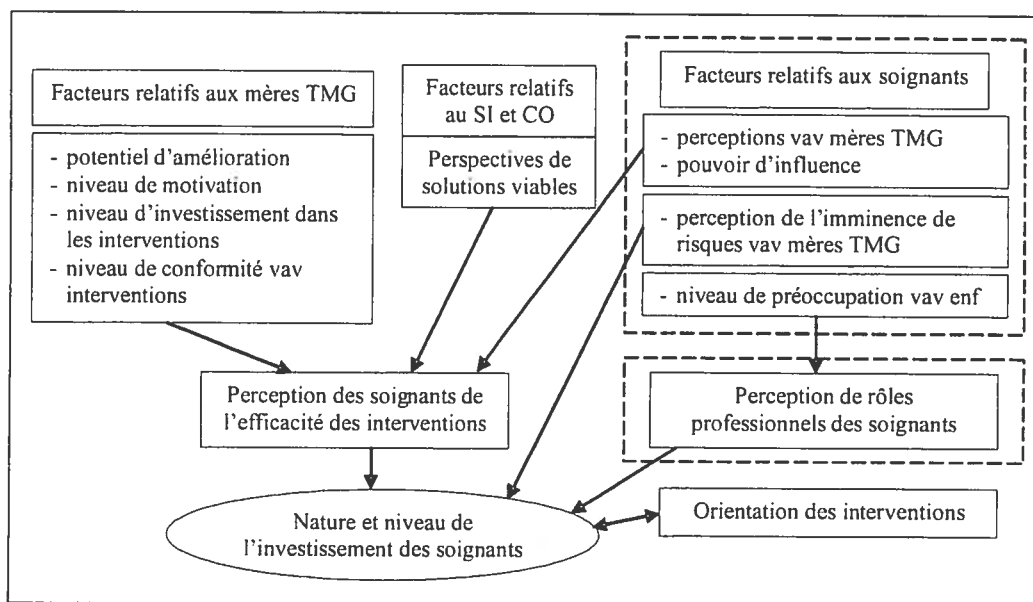 Facteurs relatifs aux mères TMG
- potentiel d'amélioration
- niveau de motivation
- niveau d'investissement dans
les interventions
- niveau de conformité vav
interventions
Facteurs relatifs
au SI et CO
Perspectives de
solutions viables
Facteurs relatifs aux soignants
- perceptions vav mères TMG
- pouvoir d'influence
- perception de l'imminence de
risques vav mères TMG
- niveau de préoccupation vav enf
Perception des soignants de
l'efficacité des interventions
Perception de rôles
professionnels des soignants
Nature et niveau de
l'investissement des soignants
Orientation des interventions